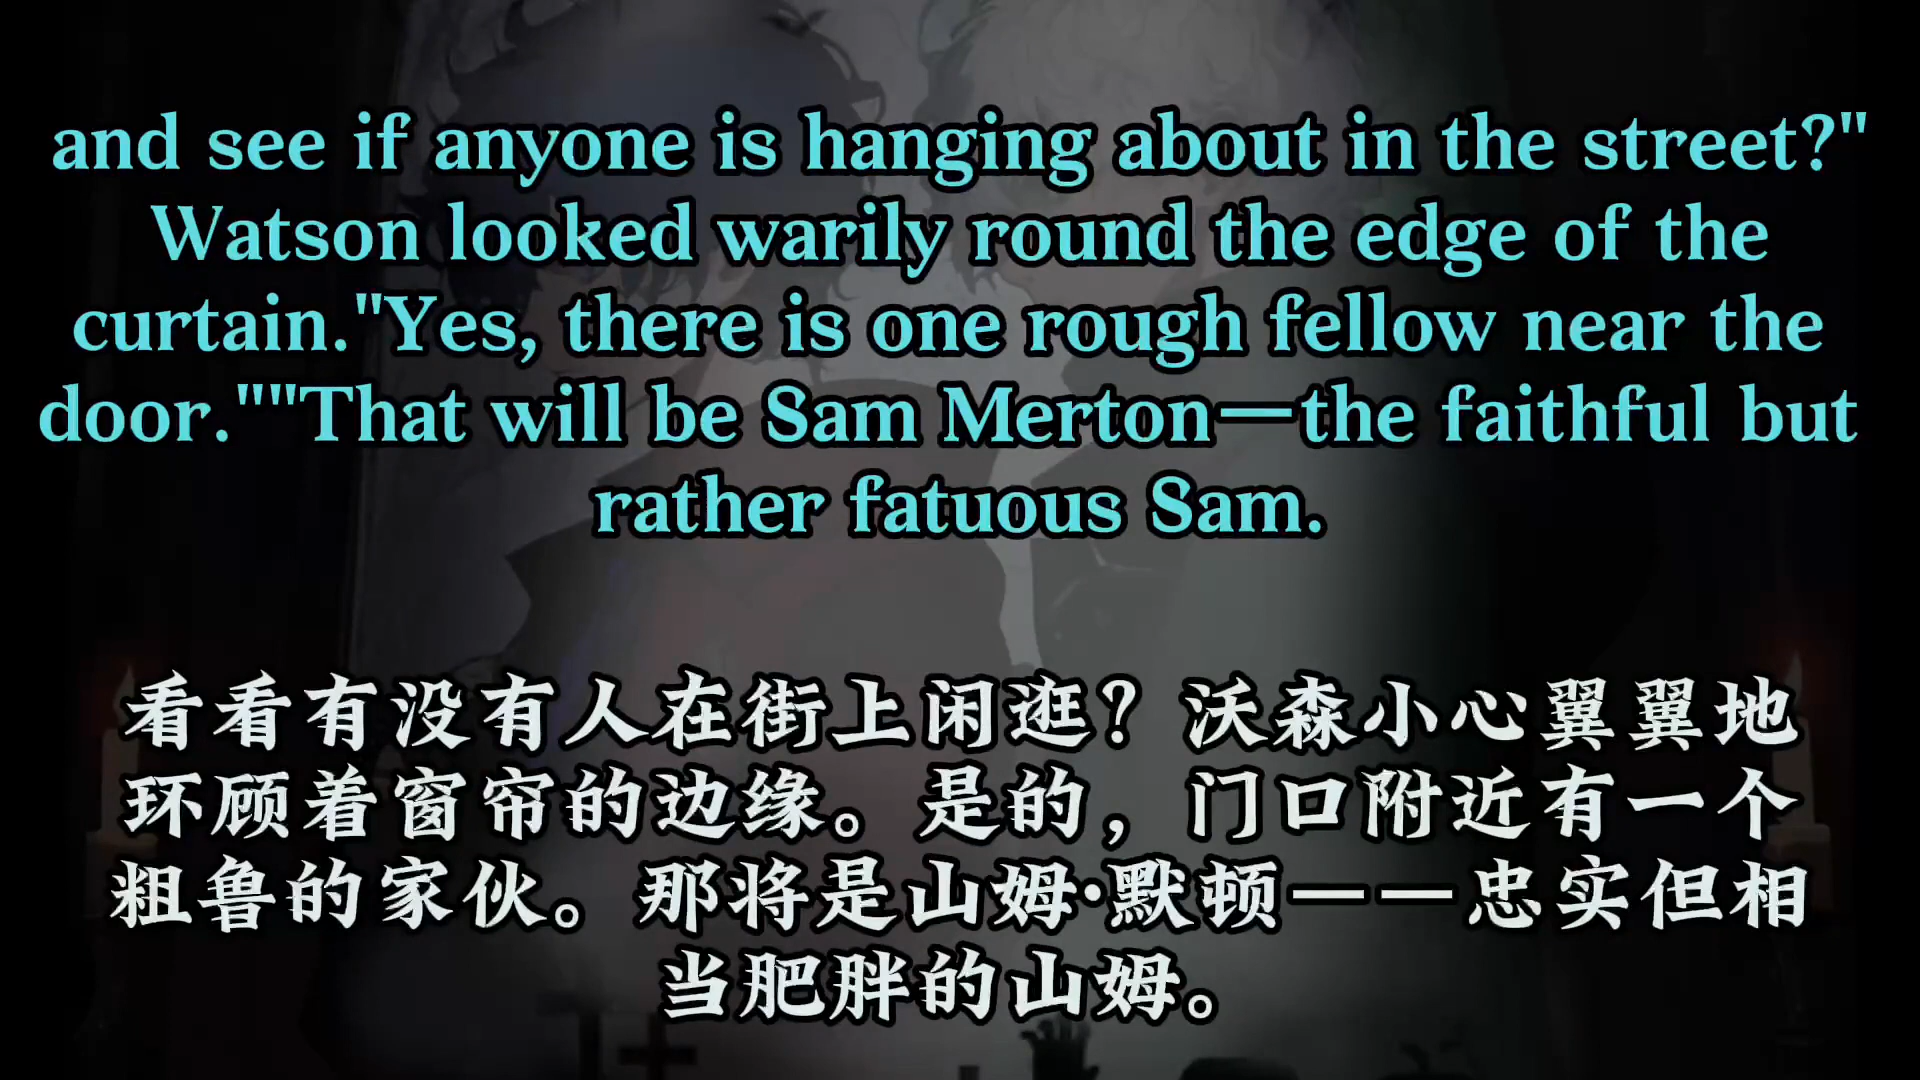 and see if anyone is hanging about in the street?"
Watson looked warily round the edge of the
curtain."Yes, there is one rough fellow near the
door.""That will be Sam Merton—the faithful but
rather fatuous Sam.
看看有没有人在街上闲逛？沃森小心翼翼地
环顾着窗帘的边缘。是的，门口附近有一个
粗鲁的家伙。那将是山姆·默顿——忠实但相
当肥胖的山姆。